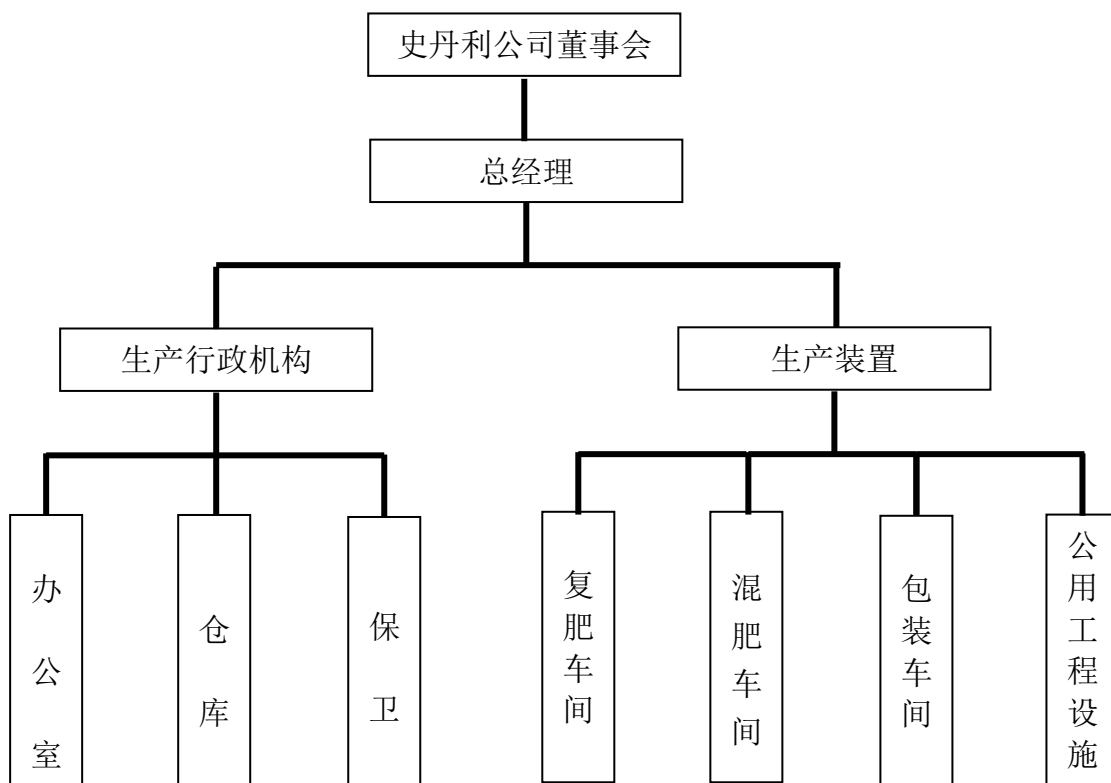 史丹利公司董事会
总经理
生产行政机构
生产装置
办公室
仓库
保卫
复肥车间
混肥车间
包装车间
公用工程设施